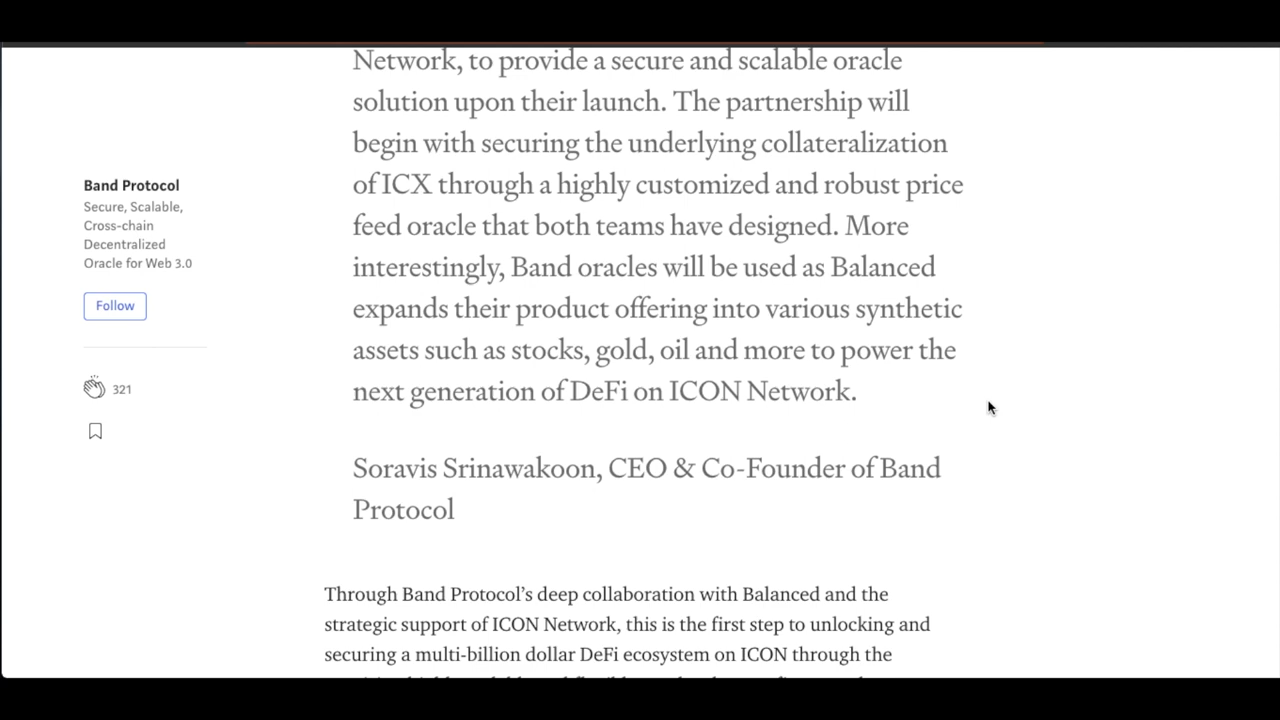 Network, to provide a secure and scalable oracle
solution upon their launch. The partnership will
begin with securing the underlying collateralization
of ICX through a highly customized and robust price
feed oracle that both teams have designed. More
interestingly, Band oracles will be used as Balanced
expands their product offering into various synthetic
assets such as stocks, gold, oil and more to power the
next generation of DeFi on ICON Network.
Soravis Srinawakoon, CEO & Co-Founder of Band
Protocol
Band Protocol
Secure, Scalable,
Cross-chain
Decentralized
Oracle for Web 3.0
Follow
321
Through Band Protocol’s deep collaboration with Balanced and the
strategic support of ICON Network, this is the first step to unlocking and
securing a multi-billion dollar DeFi ecosystem on ICON through the